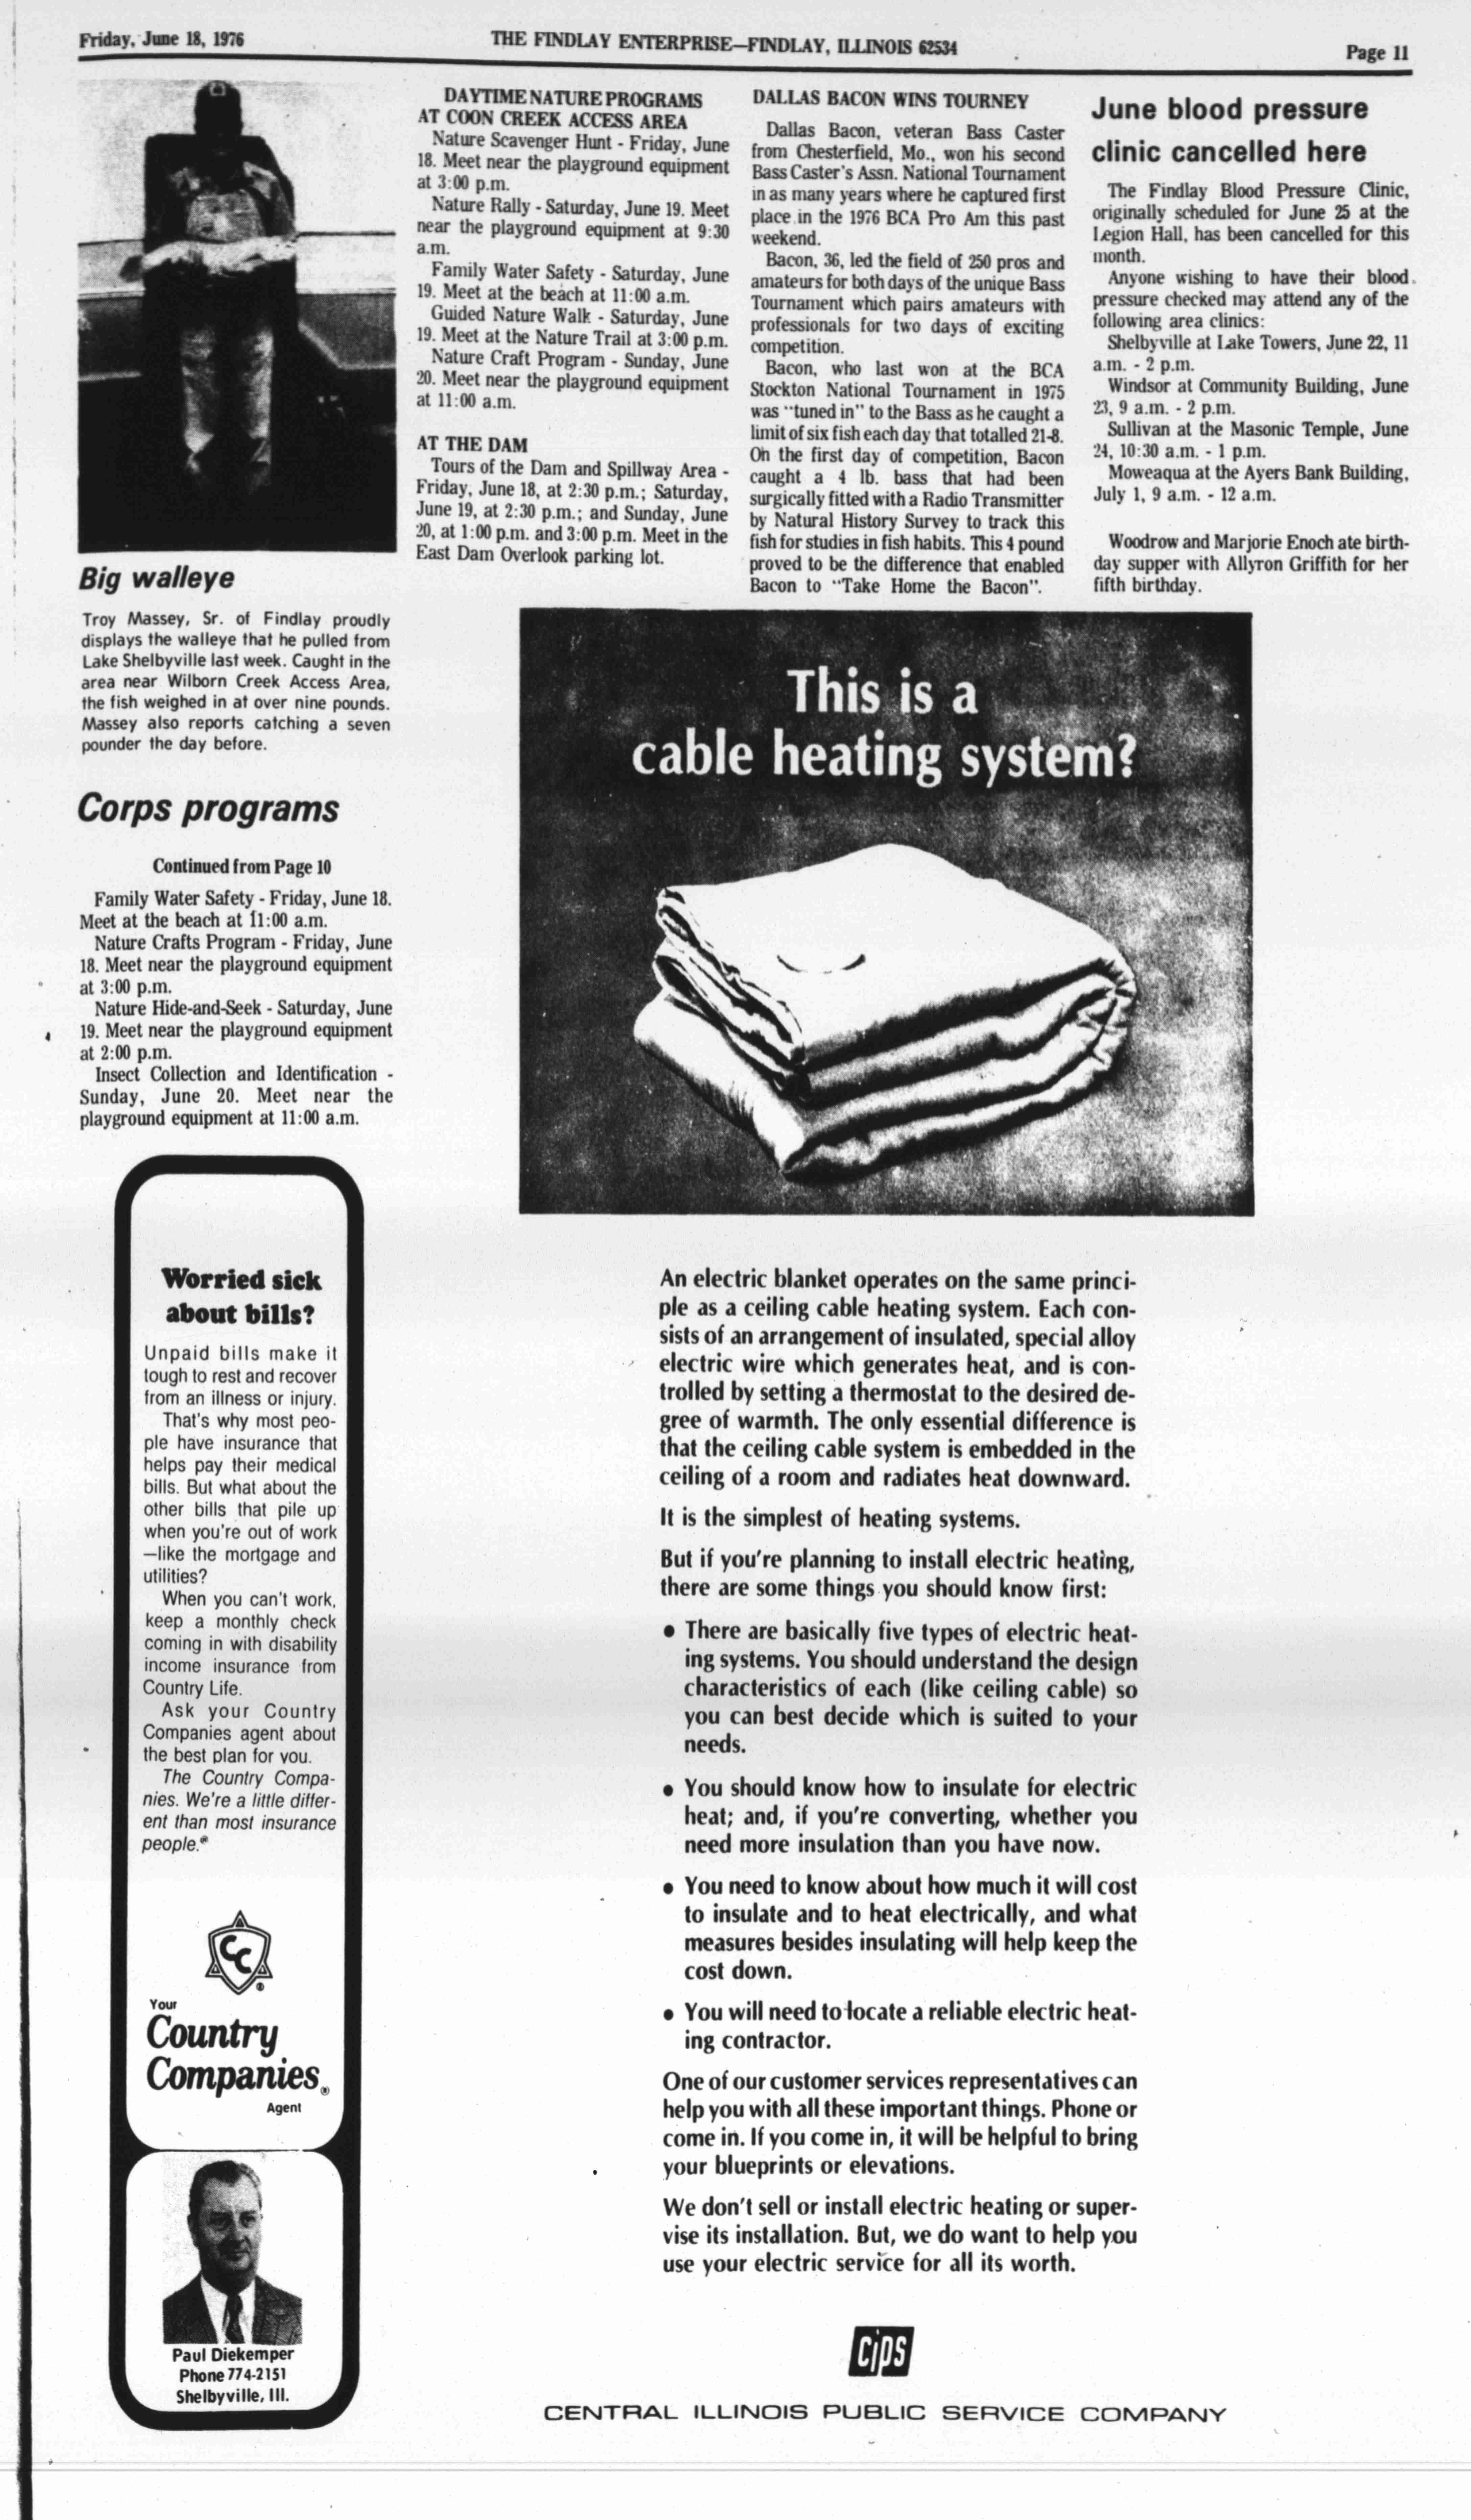 Friday, June 18, 1976
THE FINDLAY ENTERPRISE—FINDLAY, ILLINOIS 62534
Page 11
Big walleye
Troy Massey, Sr. of Findlay proudly
displays the walleye that he pulled from
Lake Shelbyville last week. Caught in the
area near Wilborn Creek Access Area,
the fish weighed in at over nine pounds.
Massey also reports catching a seven
pounder the day before.
Corps programs
Continued from Page 10
Family Water Safety - Friday, June 18.
Meet at the beach at 11:00 a.m.
Nature Crafts Program - Friday, June
18. Meet near the playground equipment
at 3:00 p.m.
Nature Hide-and-Seek - Saturday, June
19. Meet near the playground equipment
at 2:00 p.m.
Insect Collection and Identification -
Sunday, June 20. Meet near the
playground equipment at 11:00 a.m.
DAYTIME NATURE PROGRAMS
AT COON CREEK ACCESS AREA
Nature Scavenger Hunt - Friday, June
18. Meet near the playground equipment
at 3:00 p.m.
Nature Rally - Saturday, June 19. Meet
near the playground equipment at 9:30
a.m.
Family Water Safety - Saturday, June
19. Meet at the beach at 11:00 a.m.
Guided Nature Walk - Saturday, June
19. Meet at the Nature Trail at 3:00 p.m.
Nature Craft Program - Sunday, June
20. Meet near the playground equipment
at 11:00 a.m.
AT THE DAM
Tours of the Dam and Spillway Area -
Friday, June 18, at 2:30 p.m.; Saturday,
June 19, at 2:30 p.m.; and Sunday, June
20, at 1:00 p.m. and 3:00 p.m. Meet in the
East Dam Overlook parking lot.
DALLAS BACON WINS TOURNEY
Dallas Bacon, veteran Bass Caster
from Chesterfield, Mo., won his second
Bass Caster's Assn. National Tournament
in as many years where he captured first
place in the 1976 BCA Pro Am this past
weekend.
Bacon, 36, led the field of 250 pros and
amateurs for both days of the unique Bass
Tournament which pairs amateurs with
professionals for two days of exciting
competition.
Bacon, who last won at the BCA
Stockton National Tournament in 1975
was "tuned in" to the Bass as he caught a
limit of six fish each day that totalled 21-8.
On the first day of competition, Bacon
caught a 4 lb. bass that had been
surgically fitted with a Radio Transmitter
by Natural History Survey to track this
fish for studies in fish habits. This 4 pound
proved to be the difference that enabled
Bacon to "Take Home the Bacon".
June blood pressure
clinic cancelled here
The Findlay Blood Pressure Clinic,
originally scheduled for June 25 at the
Legion Hall, has been cancelled for this
month.
Anyone wishing to have their blood
pressure checked may attend any of the
following area clinics:
Shelbyville at Lake Towers, June 22, 11
a.m. - 2 p.m.
Windsor at Community Building, June
23, 9 a.m. - 2 p.m.
Sullivan at the Masonic Temple, June
24, 10:30 a.m. - 1 p.m.
Moweaqua at the Ayers Bank Building,
July 1, 9 a.m. - 12 a.m.
Woodrow and Marjorie Enoch ate birth-
day supper with Allyron Griffith for her
fifth birthday.
Worried sick
about bills?
Unpaid bills make it
tough to rest and recover
from an illness or injury.
That's why most peo-
ple have insurance that
helps pay their medical
bills. But what about the
other bills that pile up
when you're out of work
—like the mortgage and
utilities?
When you can't work,
keep a monthly check
coming in with disability
income insurance from
Country Life.
Ask your Country
Companies agent about
the best plan for you.
The Country Compa-
nies. We're a little differ-
ent than most insurance
people.®
CC
®
Your
Country
Companies®
Agent
Paul Diekemper
Phone 774-2151
Shelbyville, Ill.
This is a
cable heating system?
An electric blanket operates on the same princi-
ple as a ceiling cable heating system. Each con-
sists of an arrangement of insulated, special alloy
electric wire which generates heat, and is con-
trolled by setting a thermostat to the desired de-
gree of warmth. The only essential difference is
that the ceiling cable system is embedded in the
ceiling of a room and radiates heat downward.
It is the simplest of heating systems.
But if you're planning to install electric heating,
there are some things you should know first:
● There are basically five types of electric heat-
ing systems. You should understand the design
characteristics of each (like ceiling cable) so
you can best decide which is suited to your
needs.
● You should know how to insulate for electric
heat; and, if you're converting, whether you
need more insulation than you have now.
● You need to know about how much it will cost
to insulate and to heat electrically, and what
measures besides insulating will help keep the
cost down.
● You will need to locate a reliable electric heat-
ing contractor.
One of our customer services representatives can
help you with all these important things. Phone or
come in. If you come in, it will be helpful to bring
your blueprints or elevations.
We don't sell or install electric heating or super-
vise its installation. But, we do want to help you
use your electric service for all its worth.
CIPS
CENTRAL ILLINOIS PUBLIC SERVICE COMPANY